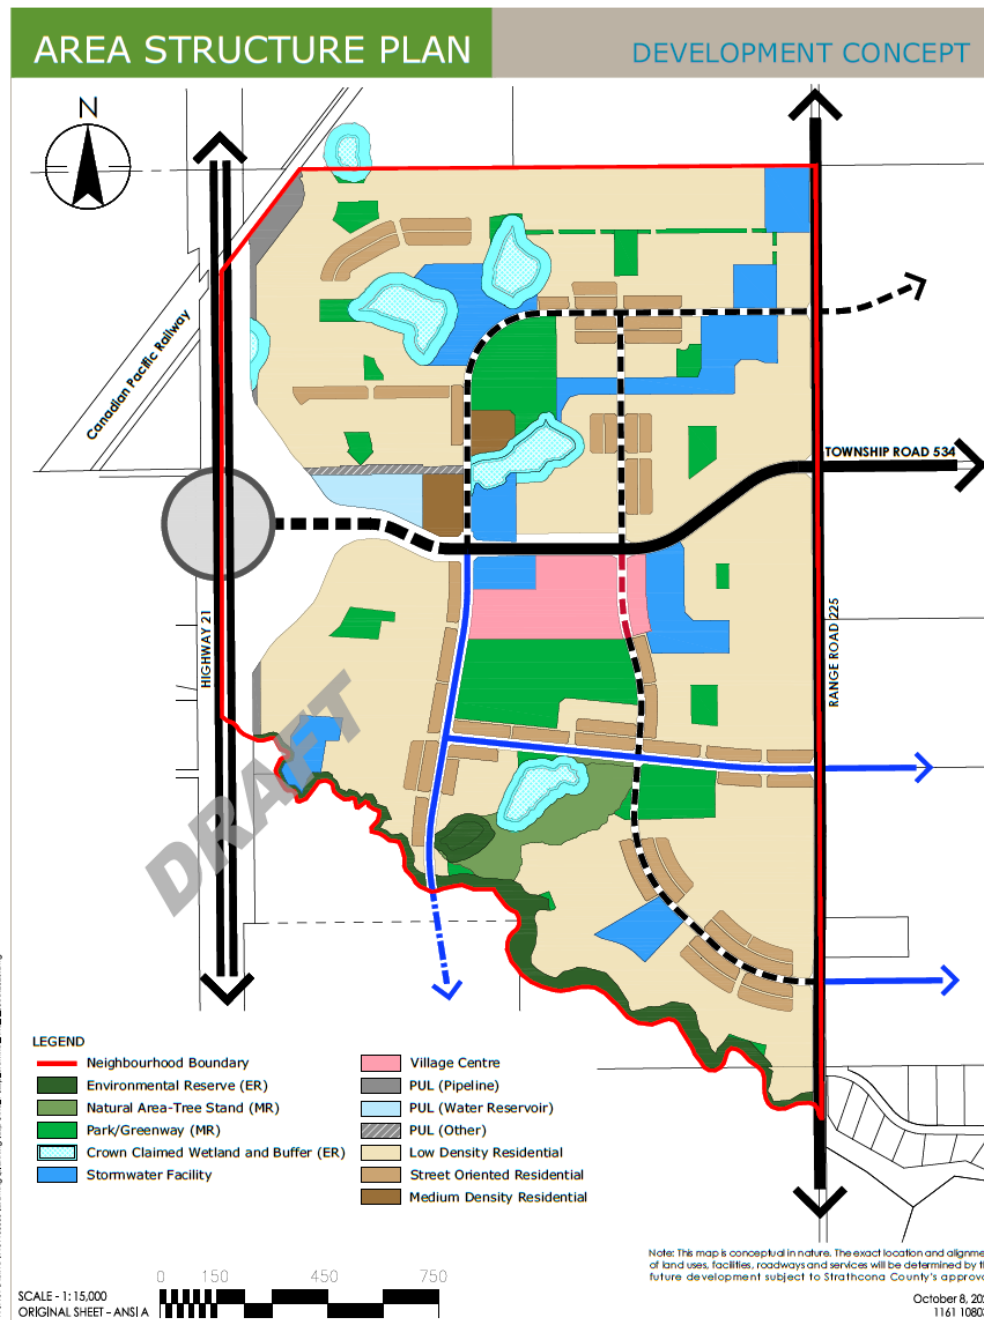 AREA STRUCTURE PLAN
DEVELOPMENT CONCEPT
N
Canadian Pacific Railway
TOWNSHIP ROAD 534
HIGHWAY 21
RANGE ROAD 225
DRAFT
LEGEND
Neighbourhood Boundary
Environmental Reserve (ER)
Natural Area-Tree Stand (MR)
Park/Greenway (MR)
Crown Claimed Wetland and Buffer (ER)
Stormwater Facility
Village Centre
PUL (Pipeline)
PUL (Water Reservoir)
PUL (Other)
Low Density Residential
Street Oriented Residential
Medium Density Residential
Note: This map is conceptual in nature. The exact location and
of land uses, facilities, roadways and services will be determined by
future development subject to Strathcona County's
0 150 450 750
SCALE - 1: 15,000
ORIGINAL SHEET - ANSI A
October 8,
1161